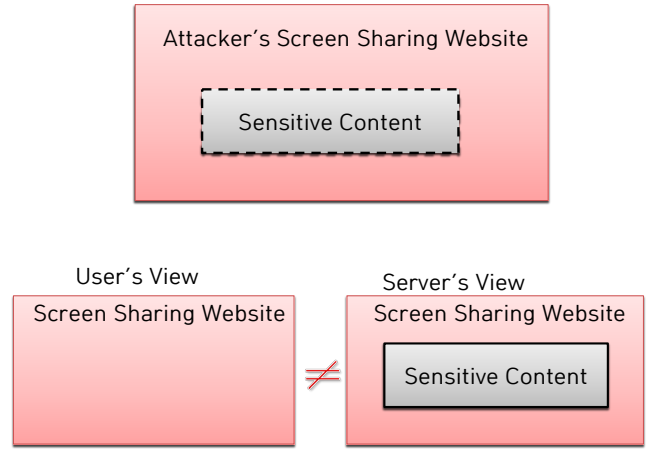 Attacker's Screen Sharing Website
Sensitive Content
User's View
Server's View
Screen Sharing Website
≠
Screen Sharing Website
Sensitive Content